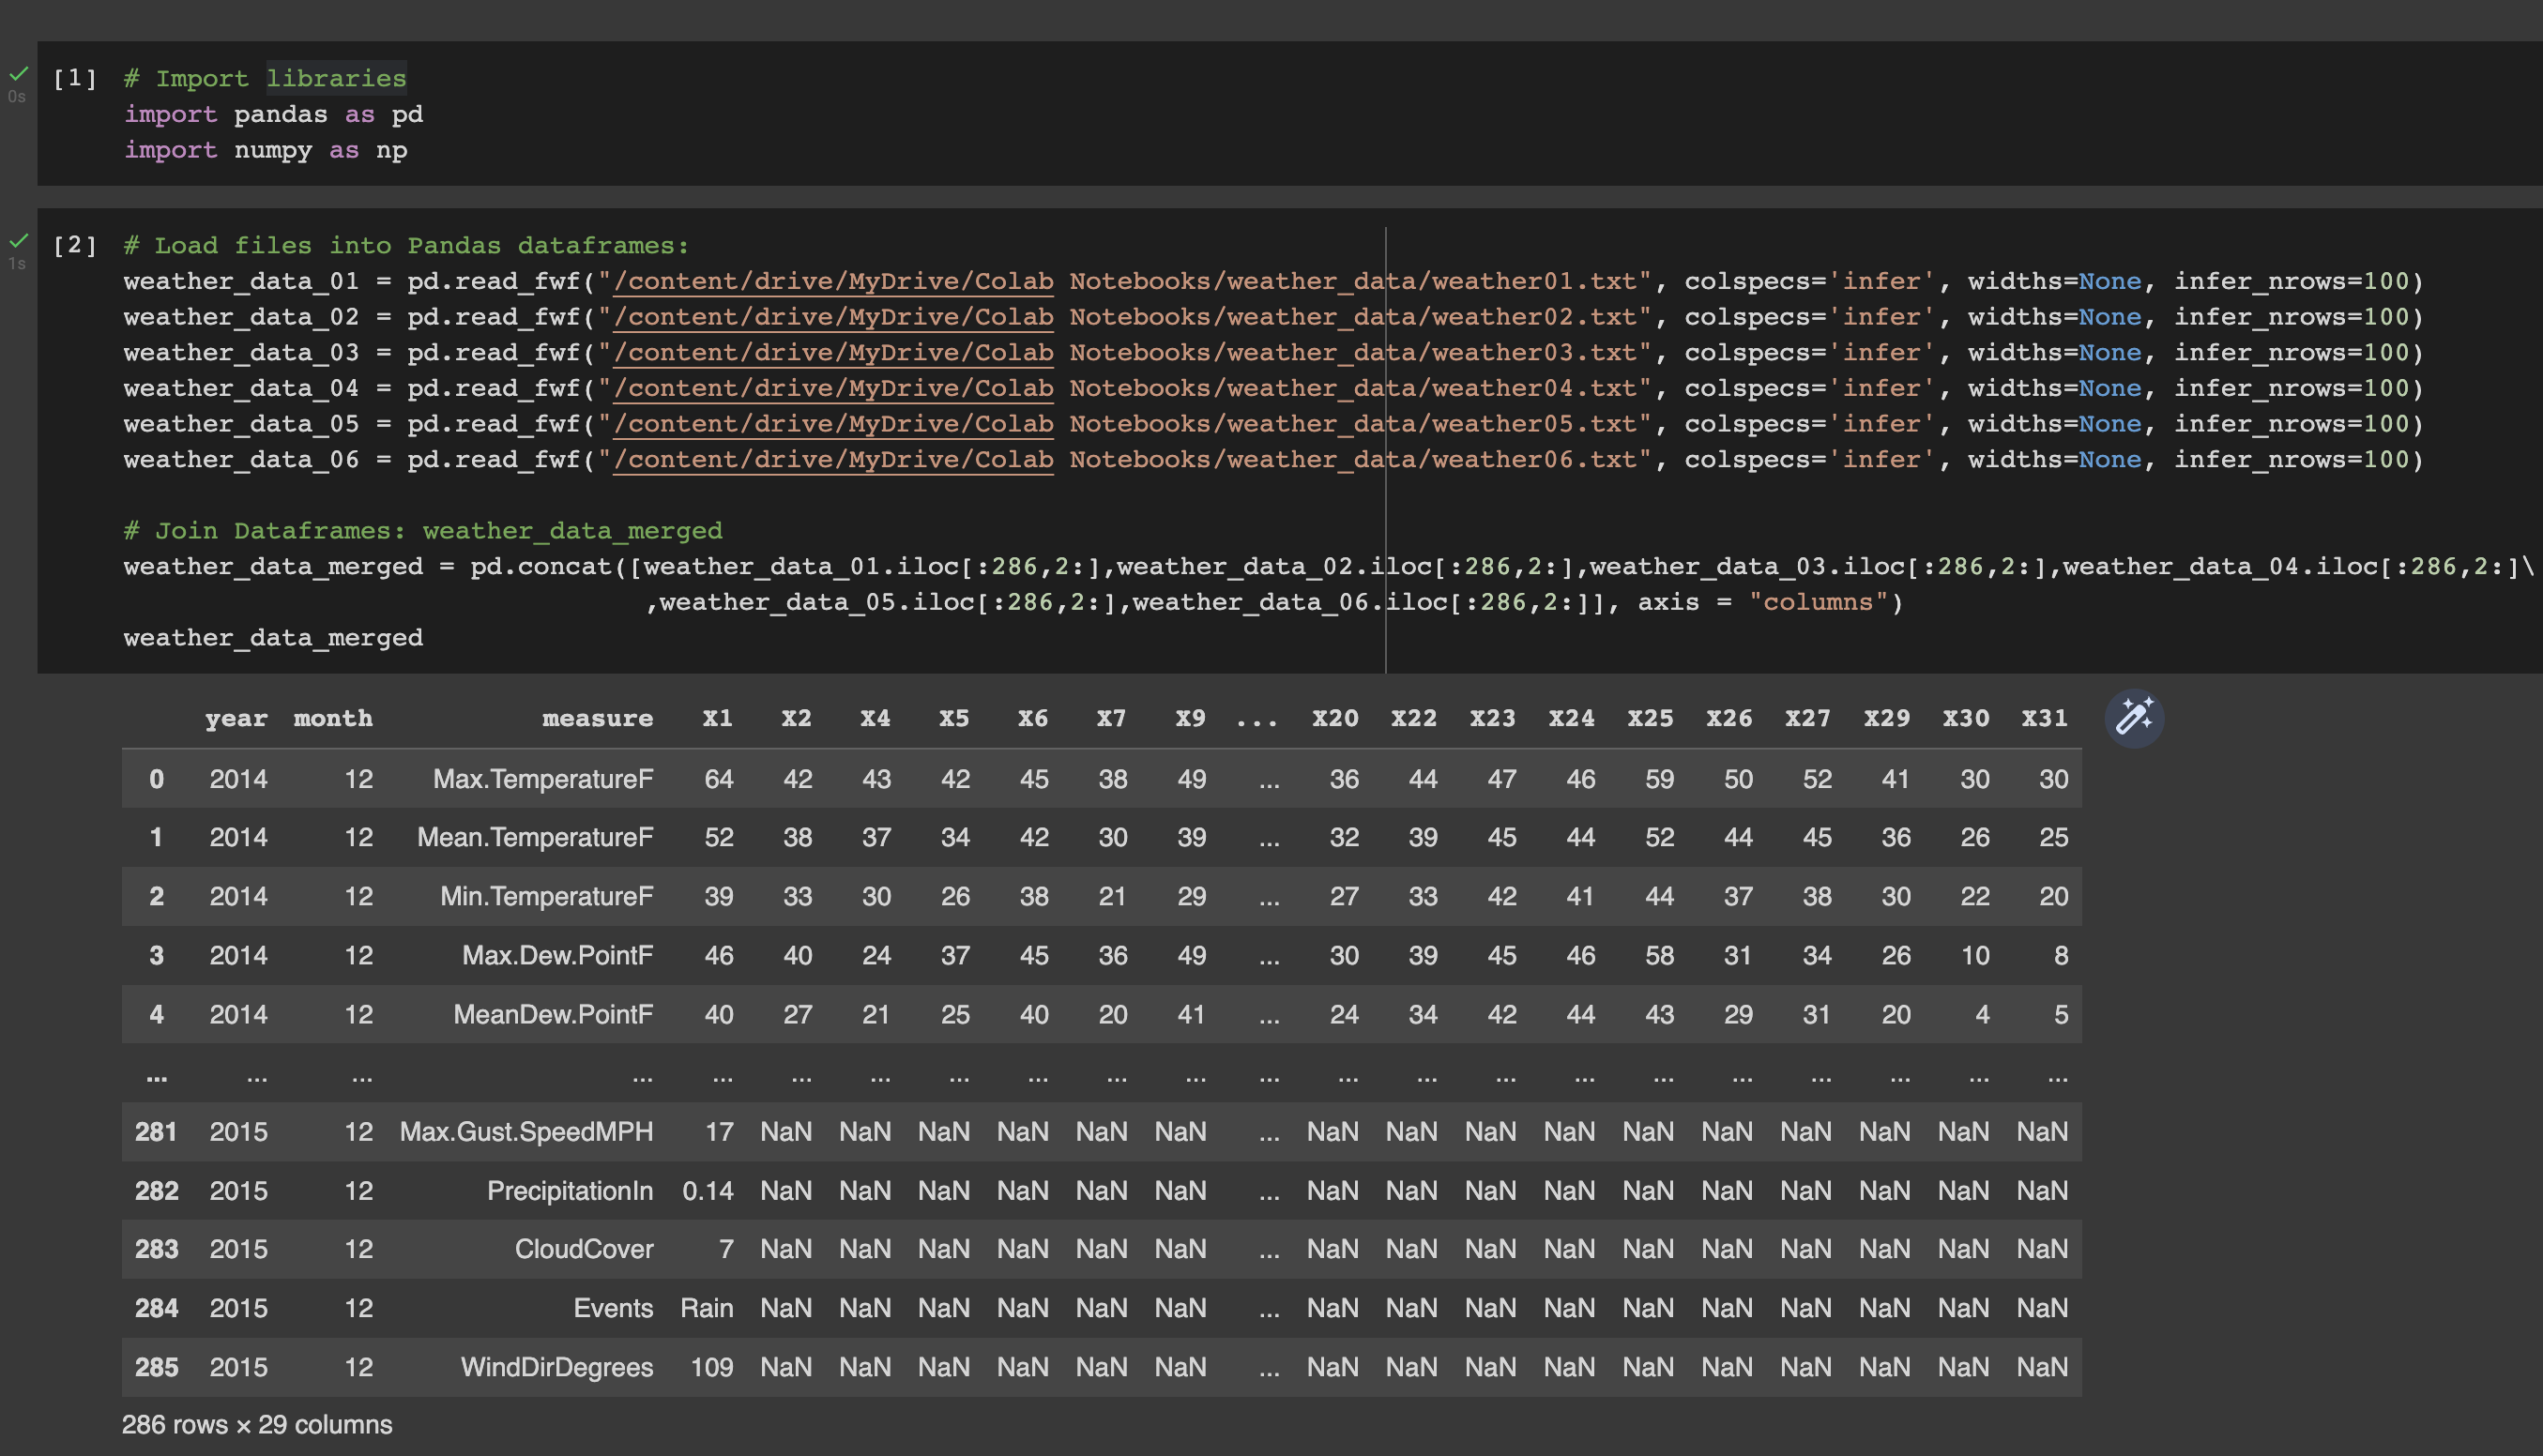 [1] # Import libraries
0s
import pandas as pd
import numpy as np
[2] # Load files into Pandas dataframes:
1s
weather_data_01 = pd.read_fwf("/content/drive/MyDrive/Colab Notebooks/weather_data/weather01.txt", colspecs='infer', widths=None, infer_nrows=100)
weather_data_02 = pd.read_fwf("/content/drive/MyDrive/Colab Notebooks/weather_data/weather02.txt", colspecs='infer', widths=None, infer_nrows=100)
weather_data_03 = pd.read_fwf("/content/drive/MyDrive/Colab Notebooks/weather_data/weather03.txt", colspecs='infer', widths=None, infer_nrows=100)
weather_data_04 = pd.read_fwf("/content/drive/MyDrive/Colab Notebooks/weather_data/weather04.txt", colspecs='infer', widths=None, infer_nrows=100)
weather_data_05 = pd.read_fwf("/content/drive/MyDrive/Colab Notebooks/weather_data/weather05.txt", colspecs='infer', widths=None, infer_nrows=100)
weather_data_06 = pd.read_fwf("/content/drive/MyDrive/Colab Notebooks/weather_data/weather06.txt", colspecs='infer', widths=None, infer_nrows=100)
# Join Dataframes: weather_data_merged
weather_data_merged = pd.concat([weather_data_01.iloc[:286,2:],weather_data_02.iloc[:286,2:],weather_data_03.iloc[:286,2:],weather_data_04.iloc[:286,2:]\
,weather_data_05.iloc[:286,2:],weather_data_06.iloc[:286,2:]], axis = "columns")
weather_data_merged
year month measure X1 X2 X4 X5 X6 X7 X9 ... X20 X22 X23 X24 X25 X26 X27 X29 X30 X31
0 2014 12 Max.TemperatureF 64 42 43 42 45 38 49 ... 36 44 47 46 59 50 52 41 30 30
1 2014 12 Mean.TemperatureF 52 38 37 34 42 30 39 ... 32 39 45 44 52 44 45 36 26 25
2 2014 12 Min.TemperatureF 39 33 30 26 38 21 29 ... 27 33 42 41 44 37 38 30 22 20
3 2014 12 Max.Dew.PointF 46 40 24 37 45 36 49 ... 30 39 45 46 58 31 34 26 10 8
4 2014 12 MeanDew.PointF 40 27 21 25 40 20 41 ... 24 34 42 44 43 29 31 20 4 5
... ... ... ... ... ... ... ... ... ... ... ... ... ... ... ... ... ... ... ... ... ...
281 2015 12 Max.Gust.SpeedMPH 17 NaN NaN NaN NaN NaN NaN ... NaN NaN NaN NaN NaN NaN NaN NaN NaN NaN
282 2015 12 PrecipitationIn 0.14 NaN NaN NaN NaN NaN NaN ... NaN NaN NaN NaN NaN NaN NaN NaN NaN NaN
283 2015 12 CloudCover 7 NaN NaN NaN NaN NaN NaN ... NaN NaN NaN NaN NaN NaN NaN NaN NaN NaN
284 2015 12 Events Rain NaN NaN NaN NaN NaN NaN ... NaN NaN NaN NaN NaN NaN NaN NaN NaN NaN
285 2015 12 WindDirDegrees 109 NaN NaN NaN NaN NaN NaN ... NaN NaN NaN NaN NaN NaN NaN NaN NaN NaN
286 rows × 29 columns